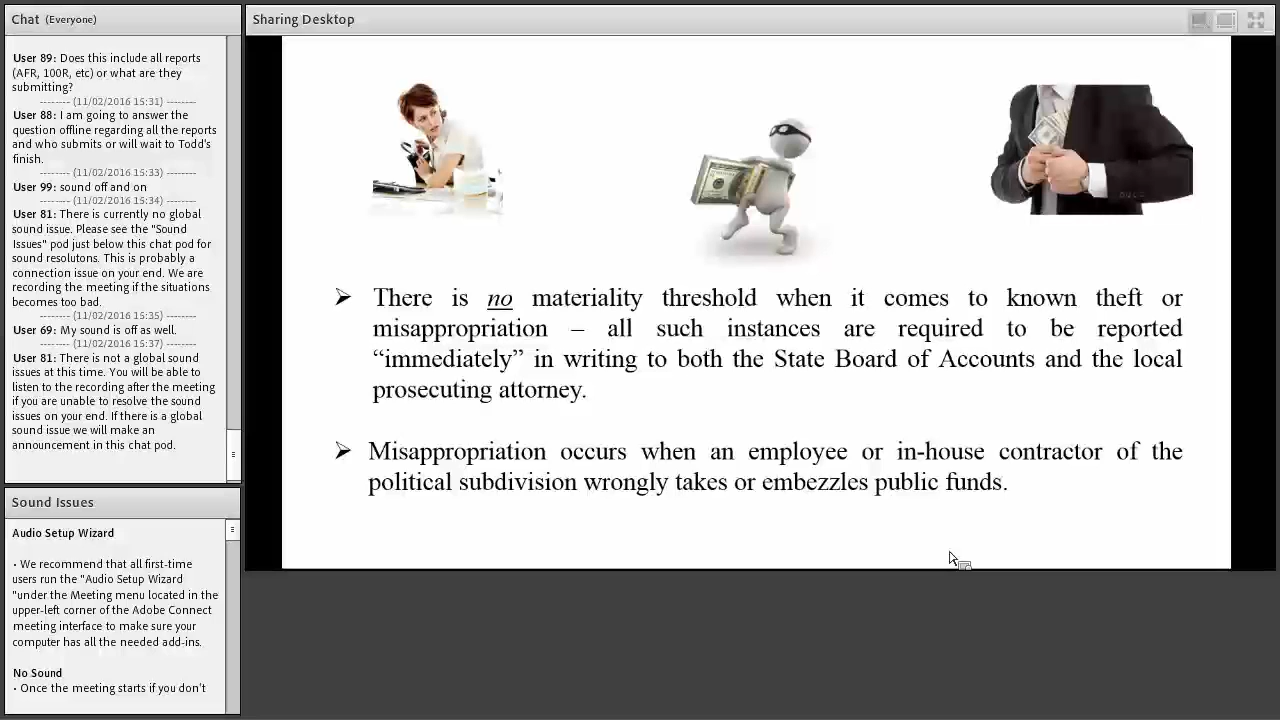 Chat (Everyone)
User 89: Does this include all reports
(AFR, 100R, etc) or what are they
submitting?
-------- (11/02/2016 15:31) --------
User 88: I am going to answer the
question offline regarding all the reports
and who submits or will wait to Todd's
finish.
-------- (11/02/2016 15:33) --------
User 99: sound off and on
-------- (11/02/2016 15:34) --------
User 81: There is currently no global
sound issue. Please see the "Sound
Issues" pod just below this chat pod for
sound resolutons. This is probably a
connection issue on your end. We are
recording the meeting if the situations
becomes too bad.
-------- (11/02/2016 15:35) --------
User 69: My sound is off as well.
-------- (11/02/2016 15:37) --------
User 81: There is not a global sound
issues at this time. You will be able to
listen to the recording after the meeting
if you are unable to resolve the sound
issues on your end. If there is a global
sound issue we will make an
announcement in this chat pod.
Sound Issues
Audio Setup Wizard
• We recommend that all first-time
users run the "Audio Setup Wizard
"under the Meeting menu located in the
upper-left corner of the Adobe Connect
meeting interface to make sure your
computer has all the needed add-ins.
No Sound
• Once the meeting starts if you don't
Sharing Desktop
➢ There is no materiality threshold when it comes to known theft or
misappropriation – all such instances are required to be reported
“immediately” in writing to both the State Board of Accounts and the local
prosecuting attorney.
➢ Misappropriation occurs when an employee or in-house contractor of the
political subdivision wrongly takes or embezzles public funds.